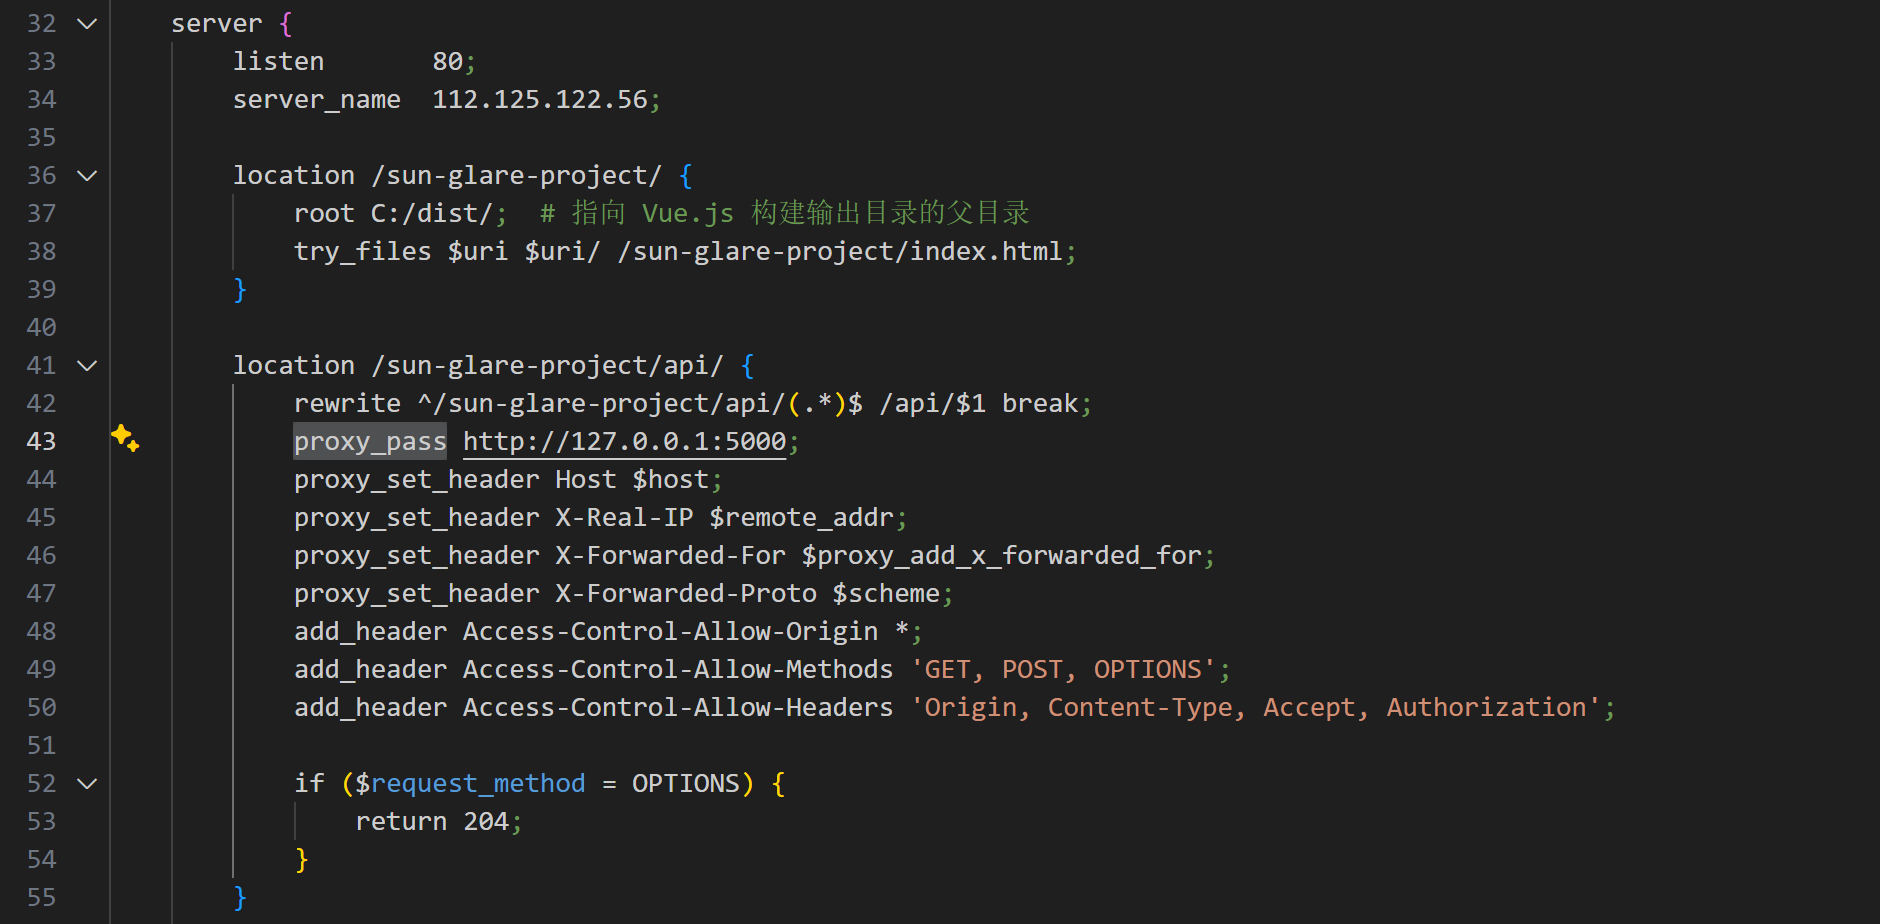 32 server {
33 listen 80;
34 server_name 112.125.122.56;
35
36 location /sun-glare-project/ {
37 root C:/dist/; # 指向 Vue.js 构建输出目录的父目录
38 try_files $uri $uri/ /sun-glare-project/index.html;
39 }
40
41 location /sun-glare-project/api/ {
42 rewrite ^/sun-glare-project/api/(.*)$ /api/$1 break;
43 proxy_pass http://127.0.0.1:5000;
44 proxy_set_header Host $host;
45 proxy_set_header X-Real-IP $remote_addr;
46 proxy_set_header X-Forwarded-For $proxy_add_x_forwarded_for;
47 proxy_set_header X-Forwarded-Proto $scheme;
48 add_header Access-Control-Allow-Origin *;
49 add_header Access-Control-Allow-Methods 'GET, POST, OPTIONS';
50 add_header Access-Control-Allow-Headers 'Origin, Content-Type, Accept, Authorization';
51
52 if ($request_method = OPTIONS) {
53 return 204;
54 }
55 }